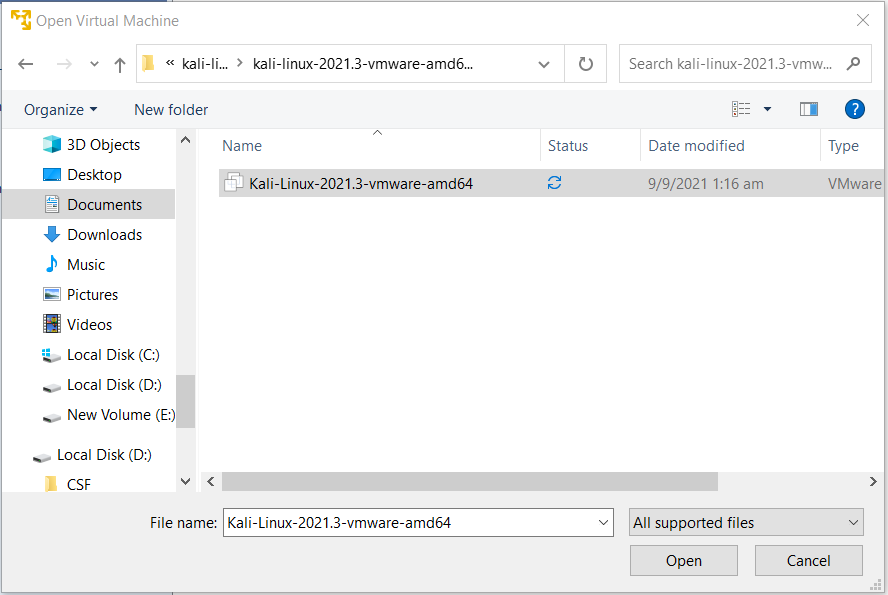 Open Virtual Machine
« kali-li... > kali-linux-2021.3-vmware-amd6...
Search kali-linux-2021.3-vmw...
Organize New folder ?
Name Status Date modified Type
Kali-Linux-2021.3-vmware-amd64 9/9/2021 1:16 am VMware
3D Objects
Desktop
Documents
Downloads
Music
Pictures
Videos
Local Disk (C:)
Local Disk (D:)
New Volume (E:)
Local Disk (D:)
CSF
File name: Kali-Linux-2021.3-vmware-amd64 All supported files
Open Cancel